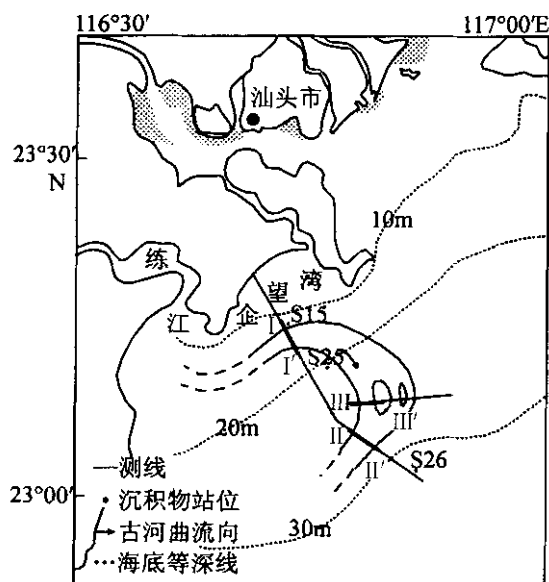 116°30′
117°00′E
汕头市
23°30′
N
10m
练
江
企
望
湾
I
S15
I′
S25
III
III′
20m
II
II′
S26
测线
沉积物站位
23°00′
古河曲流向
30m
海底等深线